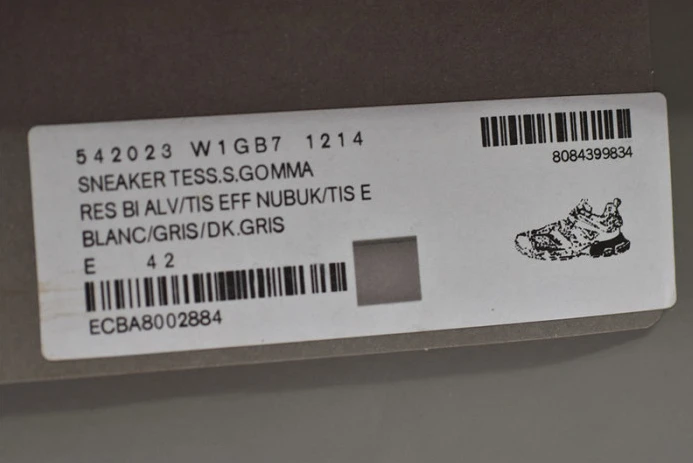 542023 W1GB7 1214
SNEAKER TESS.S.GOMMA
RES BI ALV/TIS EFF NUBUK/TIS E
BLANC/GRIS/DK.GRIS
E 42
ECBA8002884
8084399834